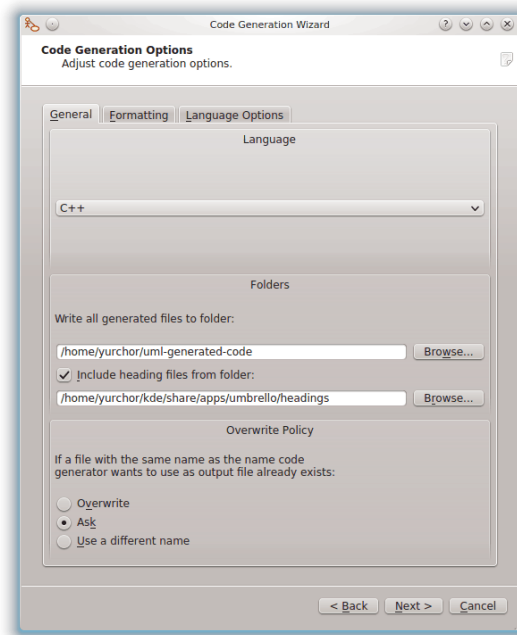 Code Generation Wizard
Code Generation Options
Adjust code generation options.
General Formatting Language Options
Language
C++
Folders
Write all generated files to folder:
/home/yurchor/uml-generated-code Browse...
Include heading files from folder:
/home/yurchor/kde/share/apps/umbrello/headings Browse...
Overwrite Policy
If a file with the same name as the name code
generator wants to use as output file already exists:
Overwrite
Ask
Use a different name
< Back Next > Cancel